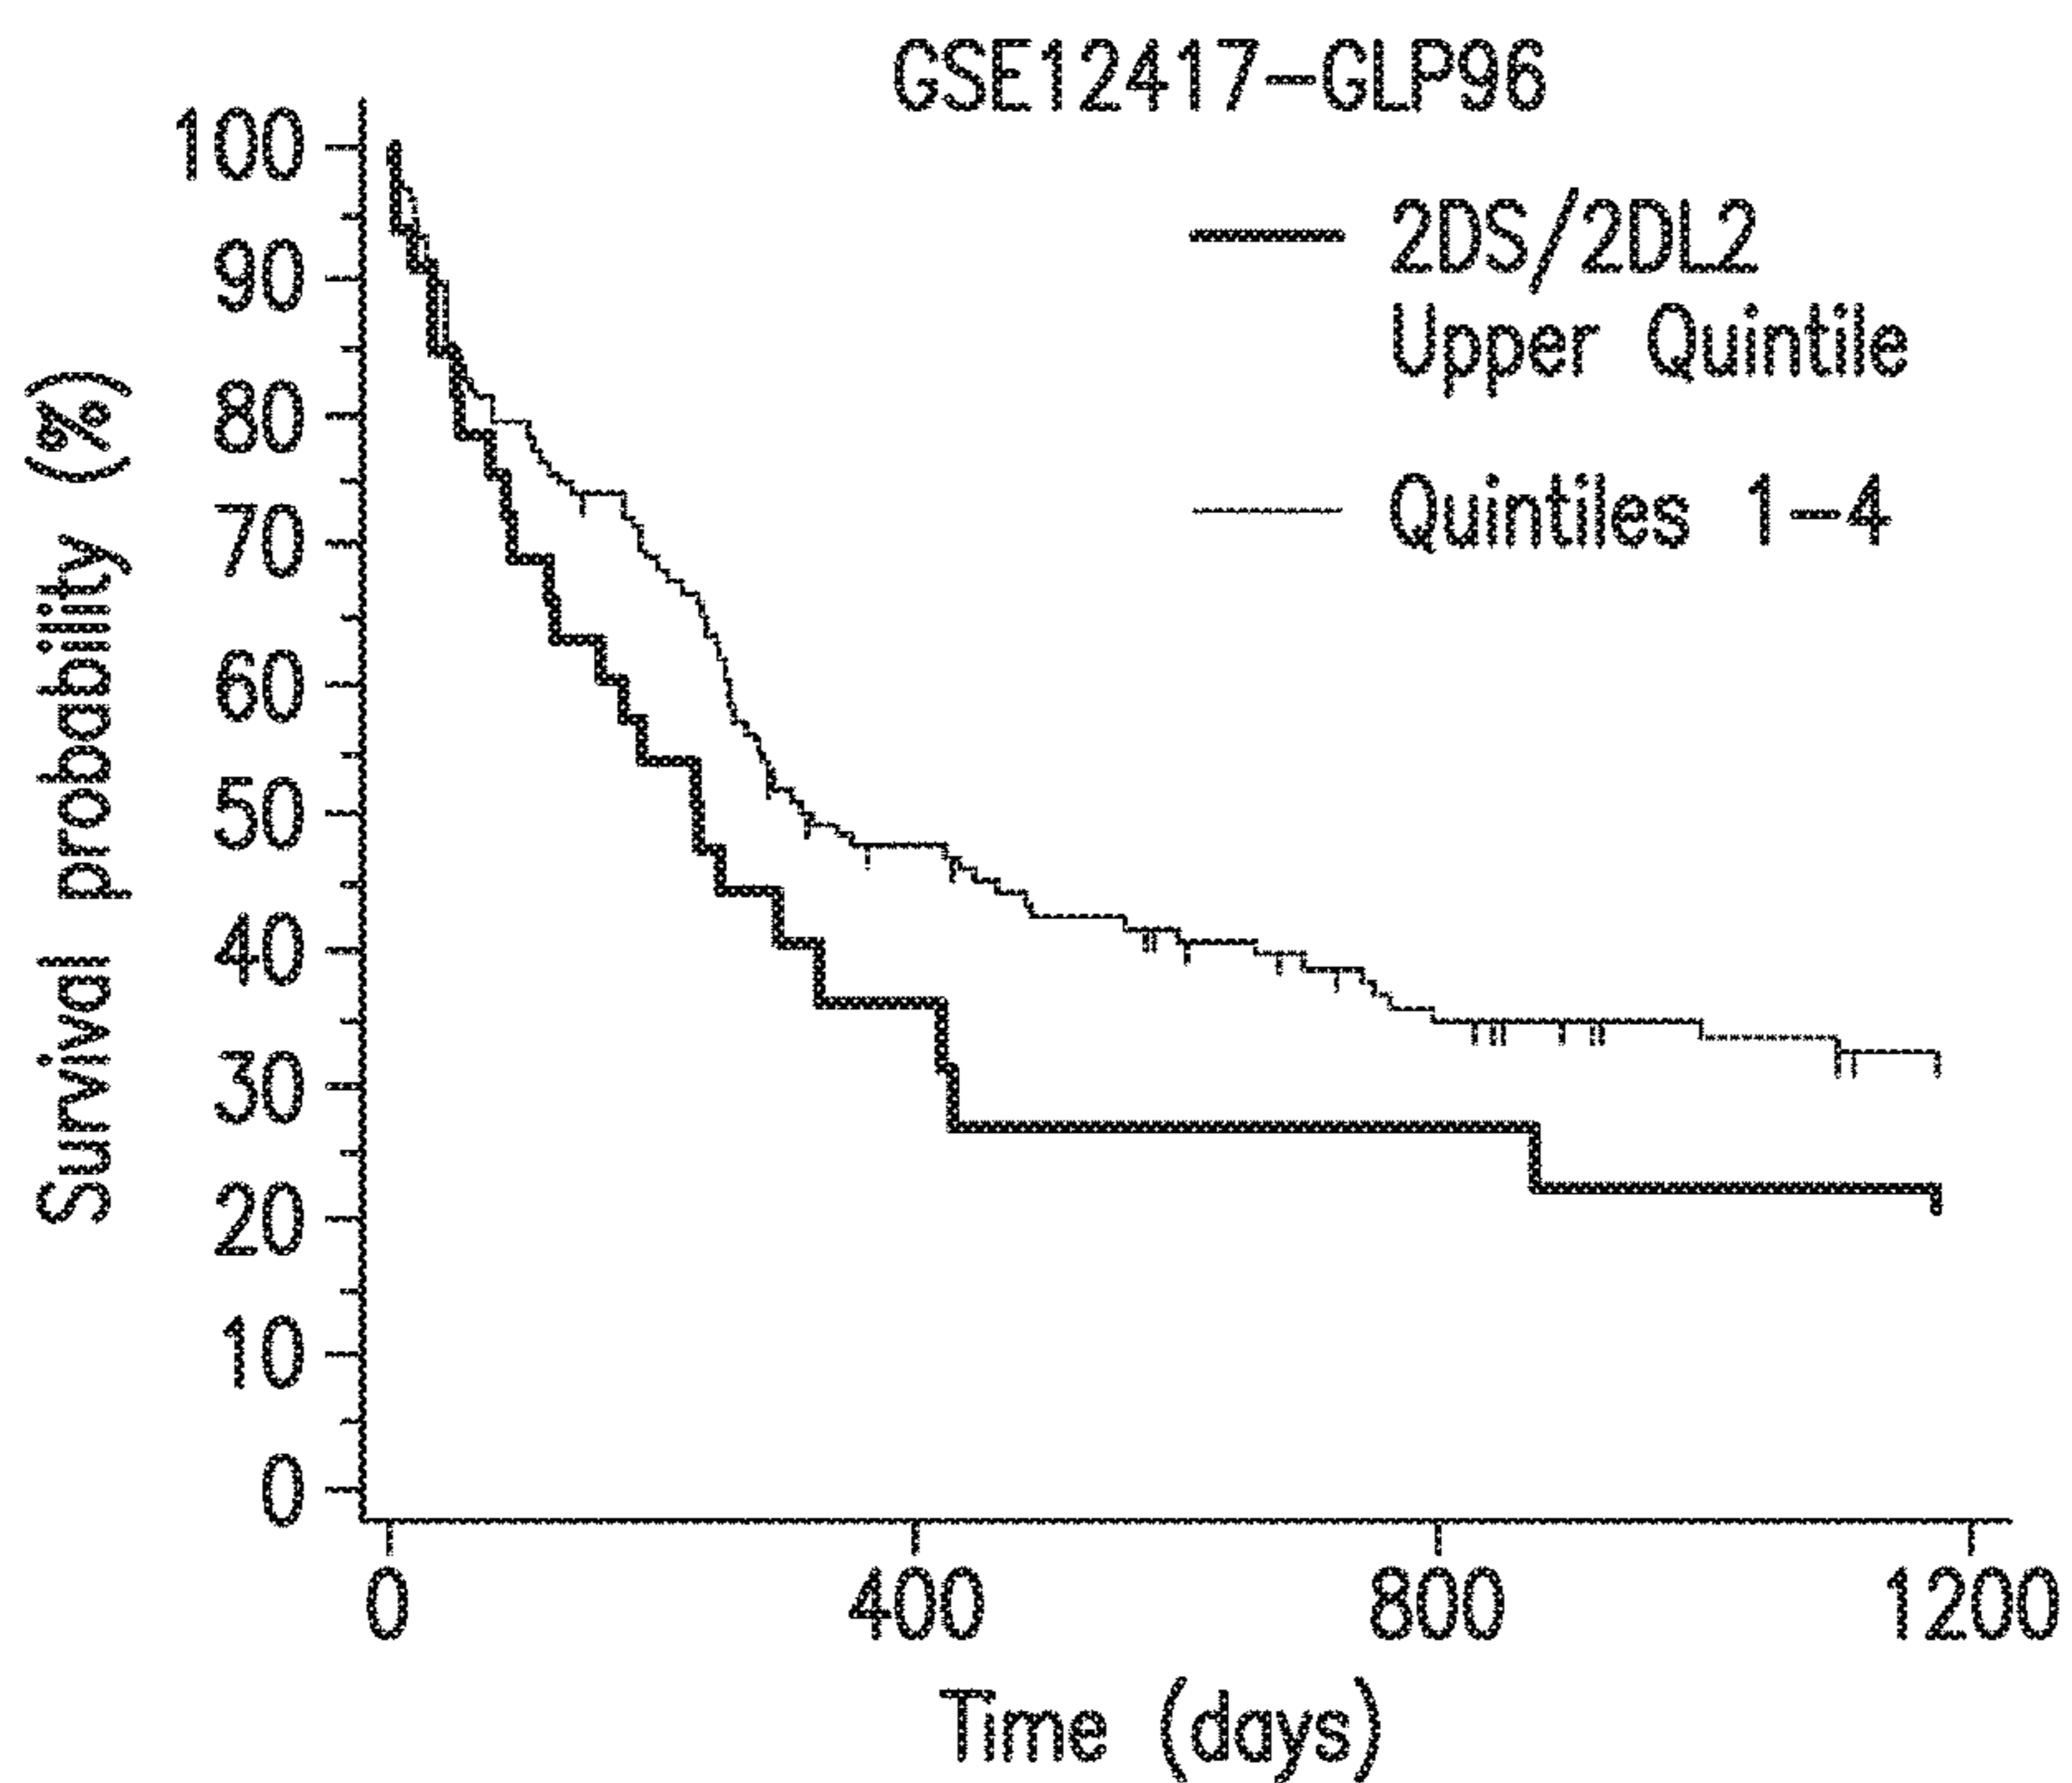 GSE12417-GLP96
2DS/2DL2
Upper Quintile
Quintiles 1-4
Survival probability (%)
100
90
80
70
60
50
40
30
20
10
0
0 400 800 1200
Time (days)